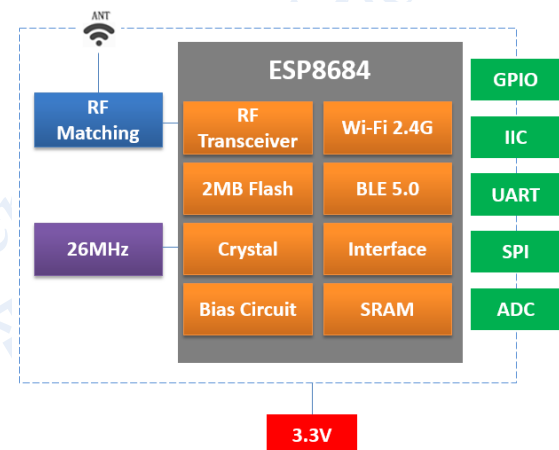 ANT
ESP8684
GPIO
RF
Matching
RF
Transceiver
Wi-Fi 2.4G
IIC
2MB Flash
BLE 5.0
UART
26MHz
Crystal
Interface
SPI
Bias Circuit
SRAM
ADC
3.3V